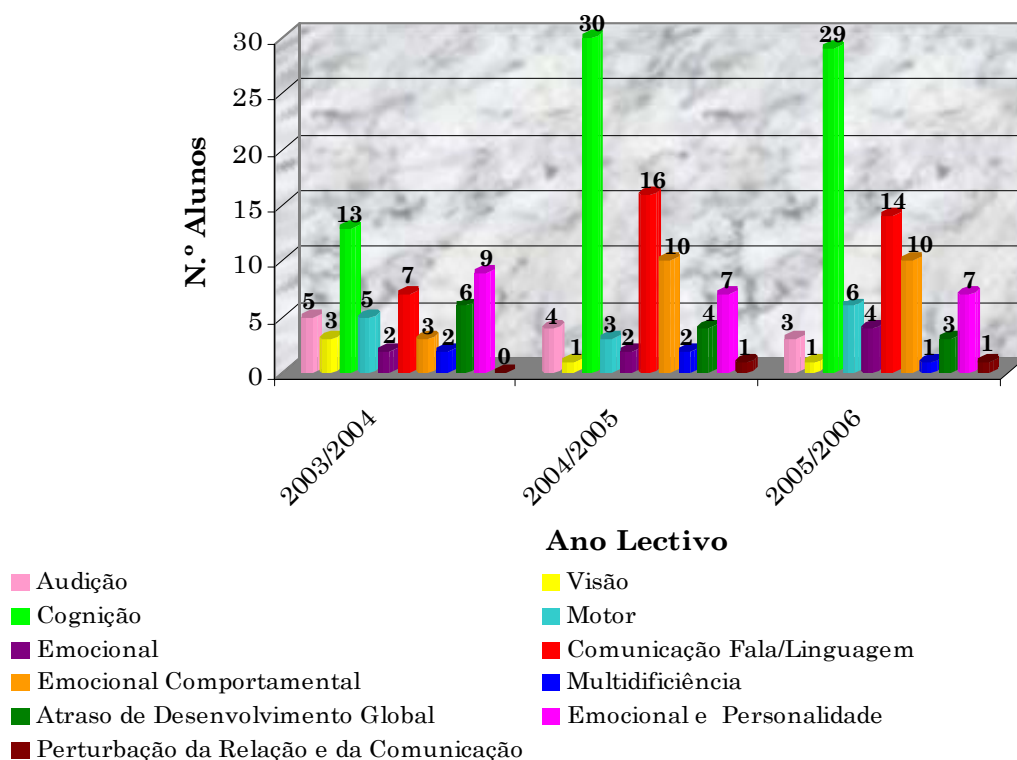 30
25
20
15
10
5
0
N.º Alunos
5 3 13 5 2 7 3 2 6 9 0
4 1 30 3 2 16 10 2 4 7 1
3 1 29 6 4 14 10 1 3 7 1
2003/2004
2004/2005
2005/2006
Ano Lectivo
Audição
Visão
Cognição
Motor
Emocional
Comunicação Fala/Linguagem
Emocional Comportamental
Multidificiência
Atraso de Desenvolvimento Global
Emocional e Personalidade
Perturbação da Relação e da Comunicação